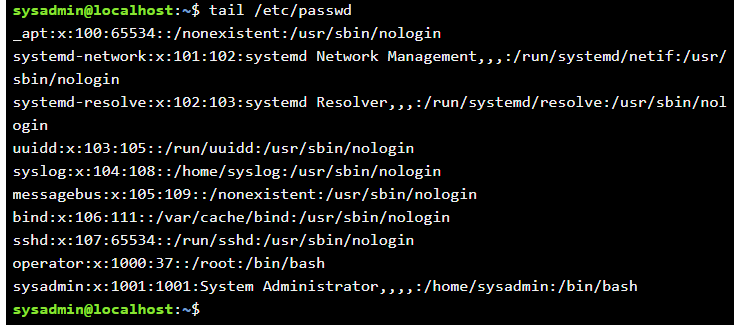 sysadmin@localhost:~$ tail /etc/passwd
_apt:x:100:65534::/nonexistent:/usr/sbin/nologin
systemd-network:x:101:102:systemd Network Management,,,:/run/systemd/netif:/usr/
sbin/nologin
systemd-resolve:x:102:103:systemd Resolver,,,:/run/systemd/resolve:/usr/sbin/nol
ogin
uuidd:x:103:105::/run/uuidd:/usr/sbin/nologin
syslog:x:104:108::/home/syslog:/usr/sbin/nologin
messagebus:x:105:109::/nonexistent:/usr/sbin/nologin
bind:x:106:111::/var/cache/bind:/usr/sbin/nologin
sshd:x:107:65534::/run/sshd:/usr/sbin/nologin
operator:x:1000:37::/root:/bin/bash
sysadmin:x:1001:1001:System Administrator,,,,:/home/sysadmin:/bin/bash
sysadmin@localhost:~$